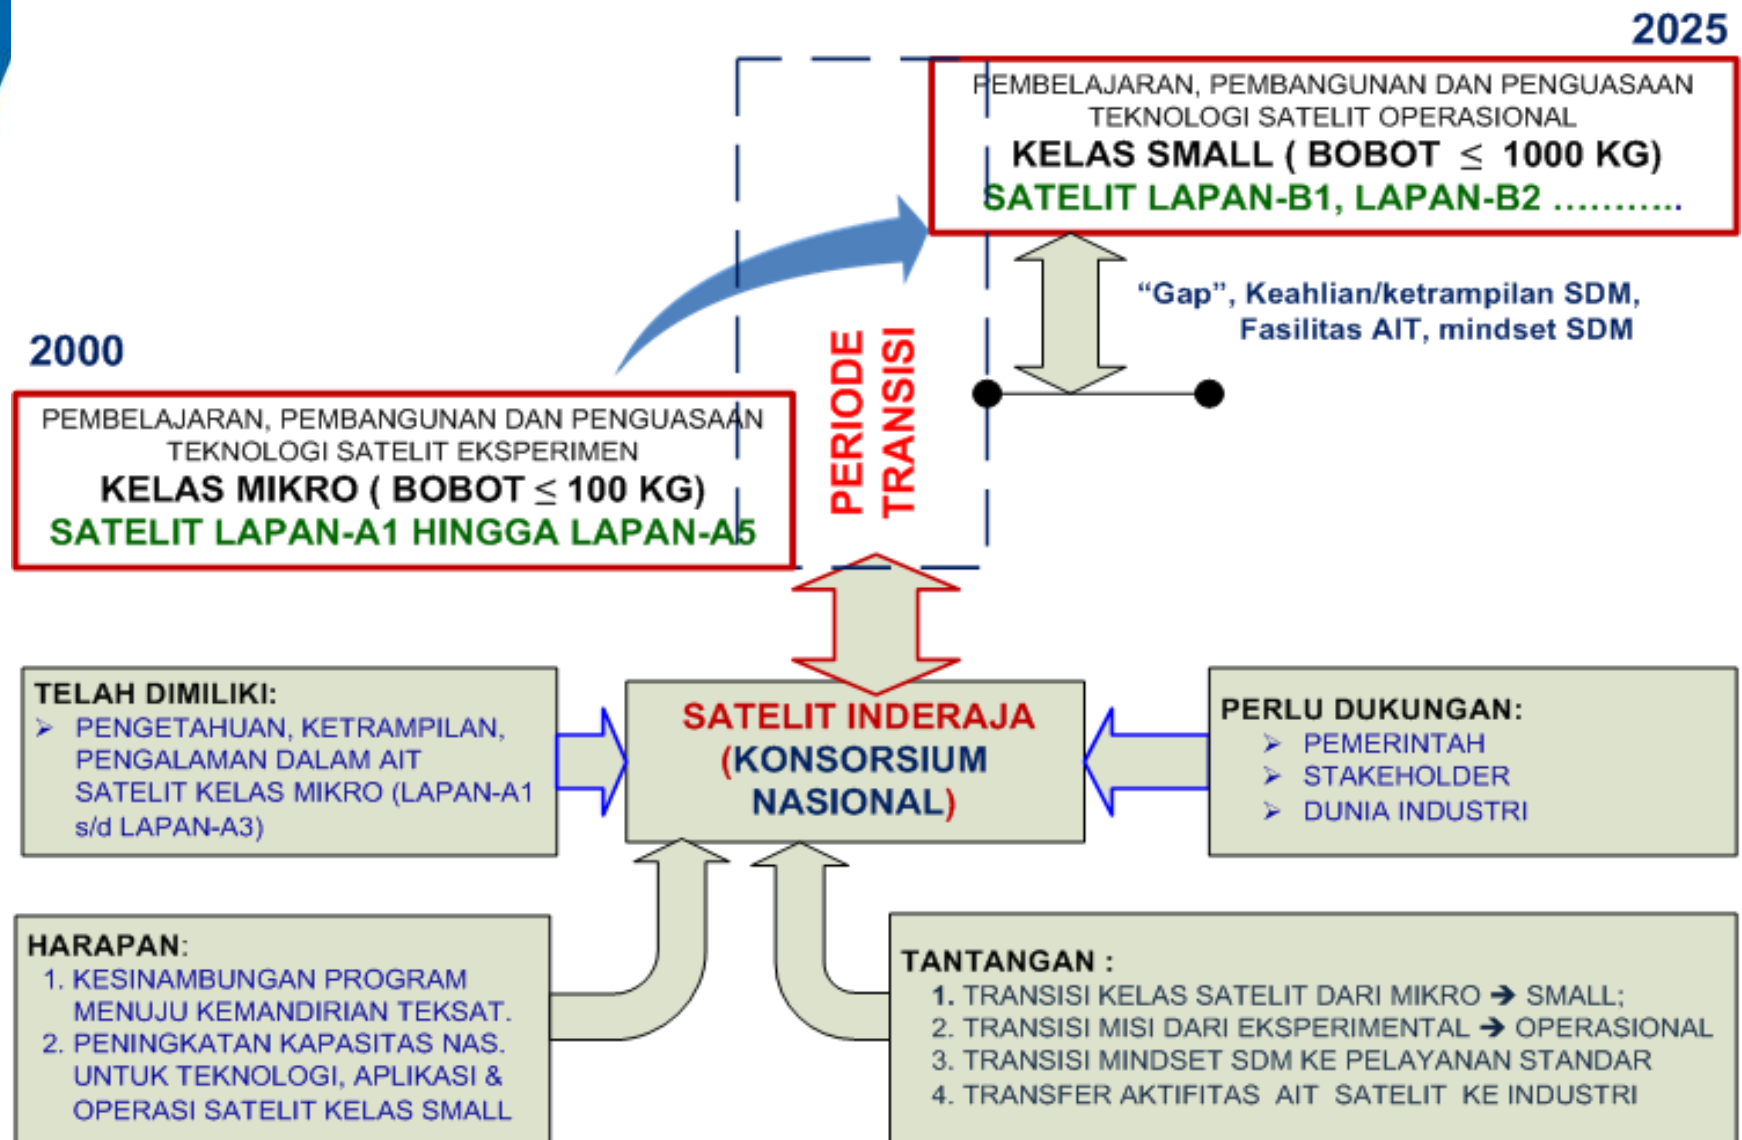 2025
PEMBELAJARAN, PEMBANGUNAN DAN PENGUASAAN
TEKNOLOGI SATELIT OPERASIONAL
KELAS SMALL ( BOBOT ≤ 1000 KG)
SATELIT LAPAN-B1, LAPAN-B2 ………..
“Gap”, Keahlian/ketrampilan SDM,
Fasilitas AIT, mindset SDM
2000
PERIODE
TRANSISI
PEMBELAJARAN, PEMBANGUNAN DAN PENGUASAAN
TEKNOLOGI SATELIT EKSPERIMEN
KELAS MIKRO ( BOBOT ≤ 100 KG)
SATELIT LAPAN-A1 HINGGA LAPAN-A5
TELAH DIMILIKI:
➢ PENGETAHUAN, KETRAMPILAN,
PENGALAMAN DALAM AIT
SATELIT KELAS MIKRO (LAPAN-A1
s/d LAPAN-A3)
SATELIT INDERAJA
(KONSORSIUM
NASIONAL)
PERLU DUKUNGAN:
➢ PEMERINTAH
➢ STAKEHOLDER
➢ DUNIA INDUSTRI
HARAPAN:
1. KESINAMBUNGAN PROGRAM
MENUJU KEMANDIRIAN TEKSAT.
2. PENINGKATAN KAPASITAS NAS.
UNTUK TEKNOLOGI, APLIKASI &
OPERASI SATELIT KELAS SMALL
TANTANGAN :
1. TRANSISI KELAS SATELIT DARI MIKRO ➔ SMALL;
2. TRANSISI MISI DARI EKSPERIMENTAL ➔ OPERASIONAL
3. TRANSISI MINDSET SDM KE PELAYANAN STANDAR
4. TRANSFER AKTIFITAS AIT SATELIT KE INDUSTRI